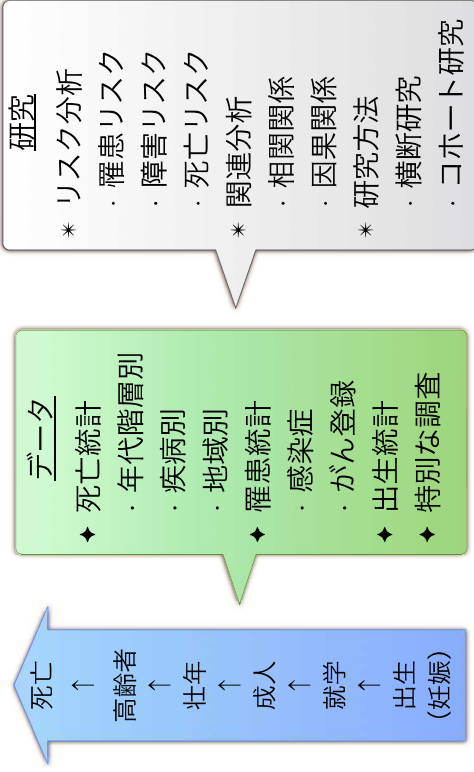 研究
✴ リスク分析
・罹患リスク
・障害リスク
・死亡リスク
✴ 関連分析
・相関関係
・因果関係
✴ 研究方法
・横断研究
・コホート研究
データ
✦ 死亡統計
・年代階層別
・疾病別
・地域別
✦ 罹患統計
・感染症
・がん登録
✦ 出生統計
✦ 特別な調査
死亡
↑
高齢者
↑
壮年
↑
成人
↑
就学
↑
出生
(妊娠)